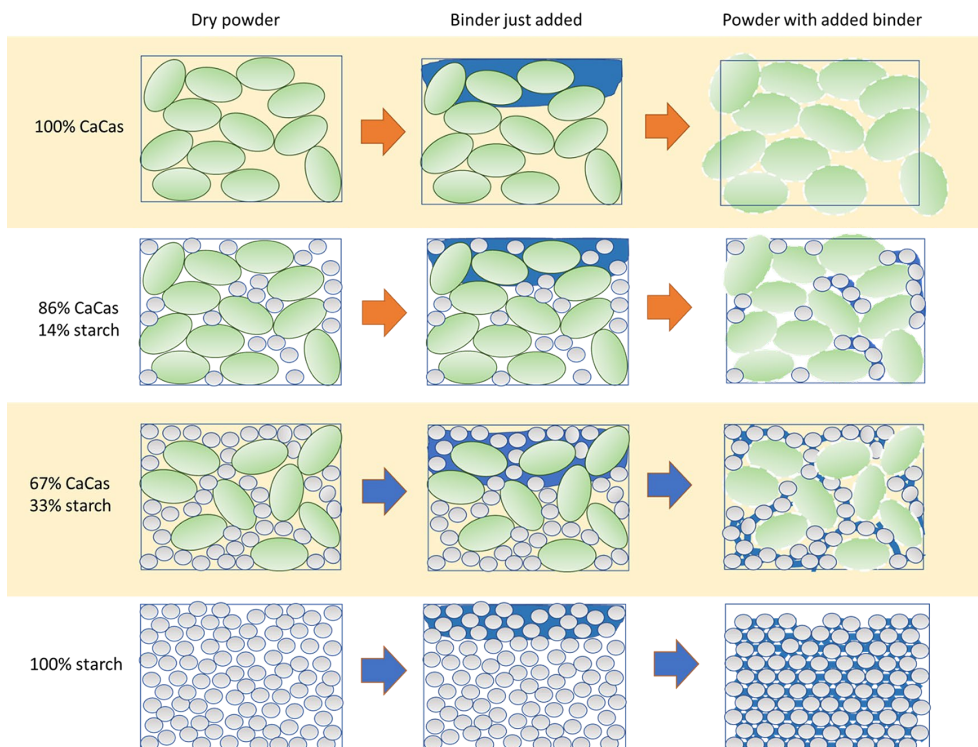 Dry powder
Binder just added
Powder with added binder
100% CaCas
86% CaCas
14% starch
67% CaCas
33% starch
100% starch